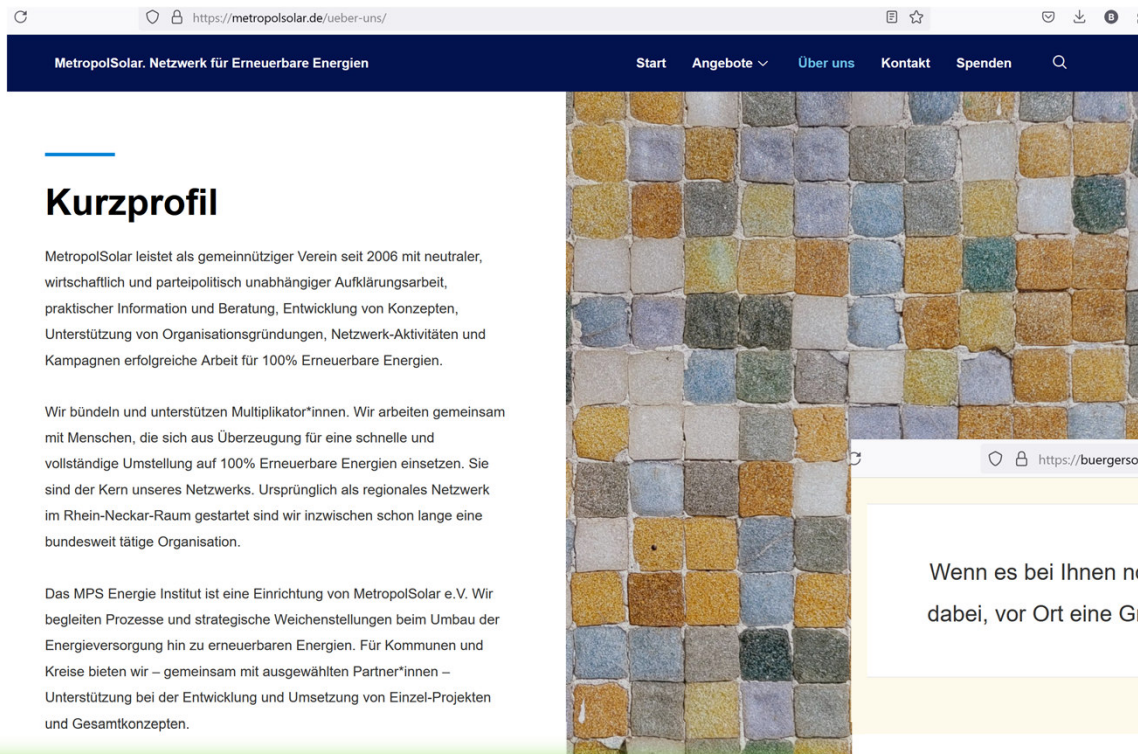 https://metropolsolar.de/ueber-uns/
MetropolSolar. Netzwerk für Erneuerbare Energien
Start Angebote Über uns Kontakt Spenden
Kurzprofil
MetropolSolar leistet als gemeinnütziger Verein seit 2006 mit neutraler,
wirtschaftlich und parteipolitisch unabhängiger Aufklärungsarbeit,
praktischer Information und Beratung, Entwicklung von Konzepten,
Unterstützung von Organisationsgründungen, Netzwerk-Aktivitäten und
Kampagnen erfolgreiche Arbeit für 100% Erneuerbare Energien.
Wir bündeln und unterstützen Multiplikator*innen. Wir arbeiten gemeinsam
mit Menschen, die sich aus Überzeugung für eine schnelle und
vollständige Umstellung auf 100% Erneuerbare Energien einsetzen. Sie
sind der Kern unseres Netzwerks. Ursprünglich als regionales Netzwerk
im Rhein-Neckar-Raum gestartet sind wir inzwischen schon lange eine
bundesweit tätige Organisation.
Das MPS Energie Institut ist eine Einrichtung von MetropolSolar e.V. Wir
begleiten Prozesse und strategische Weichenstellungen beim Umbau der
Energieversorgung hin zu erneuerbaren Energien. Für Kommunen und
Kreise bieten wir – gemeinsam mit ausgewählten Partner*innen –
Unterstützung bei der Entwicklung und Umsetzung von Einzel-Projekten
und Gesamtkonzepten.
https://buergerso
Wenn es bei Ihnen n
dabei, vor Ort eine G